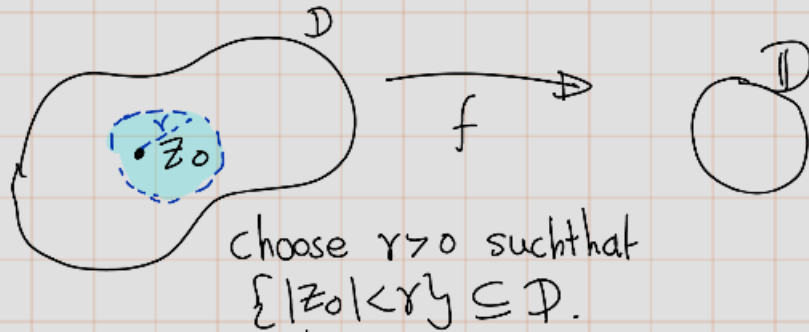 D
D
r
z₀
f
choose r>0 suchthat
{|z₀|<r} ⊆ D.